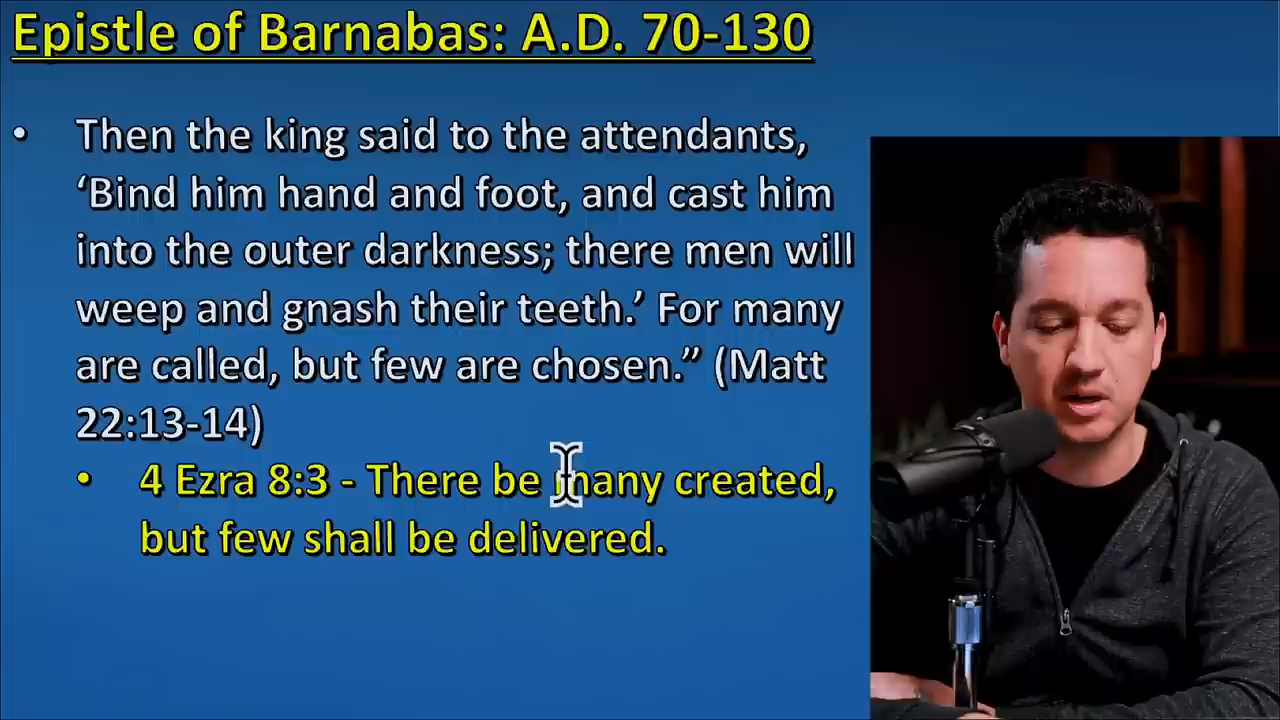 Epistle of Barnabas: A.D. 70-130
• Then the king said to the attendants,
‘Bind him hand and foot, and cast him
into the outer darkness; there men will
weep and gnash their teeth.’ For many
are called, but few are chosen.” (Matt
22:13-14)
• 4 Ezra 8:3 - There be many created,
but few shall be delivered.